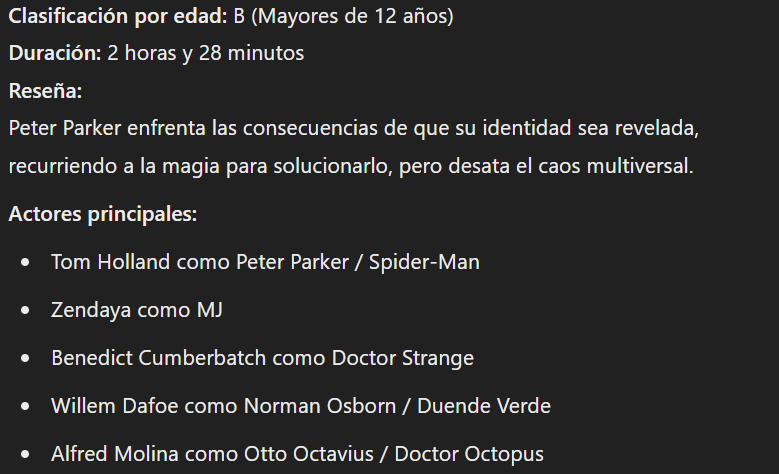 Clasificación por edad: B (Mayores de 12 años)
Duración: 2 horas y 28 minutos
Reseña:
Peter Parker enfrenta las consecuencias de que su identidad sea revelada,
recurriendo a la magia para solucionarlo, pero desata el caos multiversal.
Actores principales:
• Tom Holland como Peter Parker / Spider-Man
• Zendaya como MJ
• Benedict Cumberbatch como Doctor Strange
• Willem Dafoe como Norman Osborn / Duende Verde
• Alfred Molina como Otto Octavius / Doctor Octopus